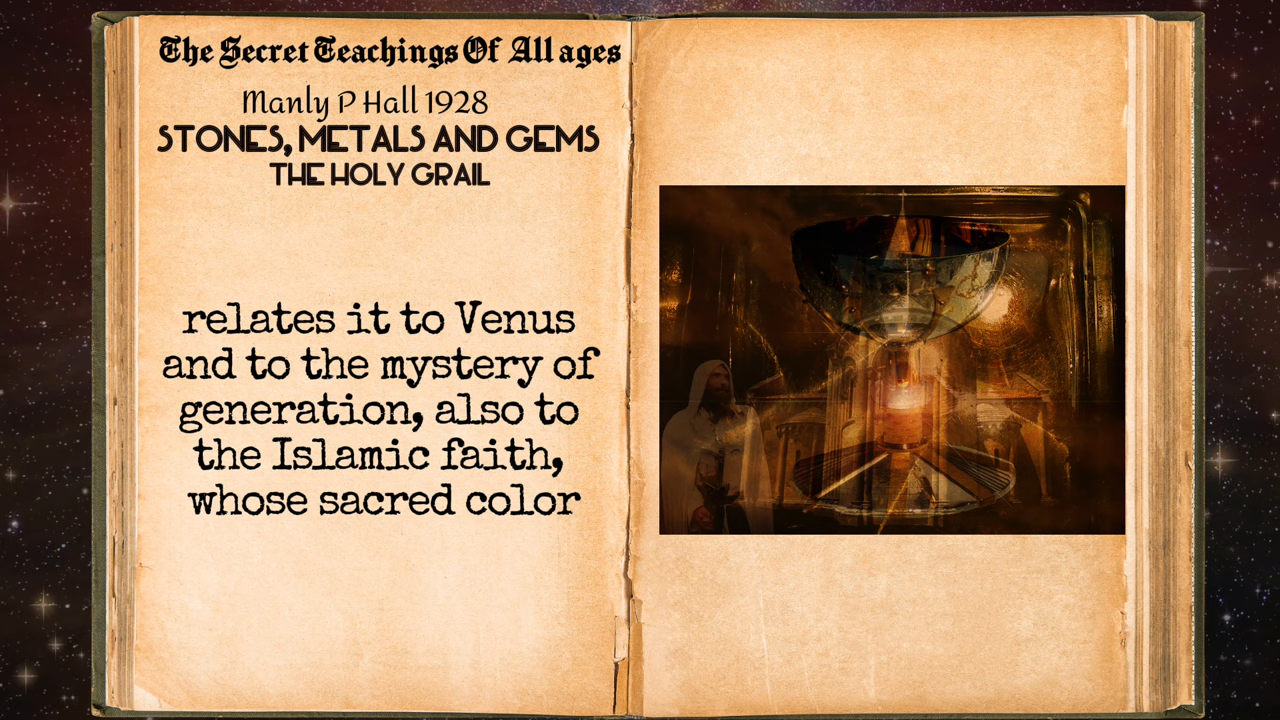 The Secret Teachings Of All ages
Manly P Hall 1928
STONES, METALS AND GEMS
THE HOLY GRAIL
relates it to Venus
and to the mystery of
generation, also to
the Islamic faith,
whose sacred color